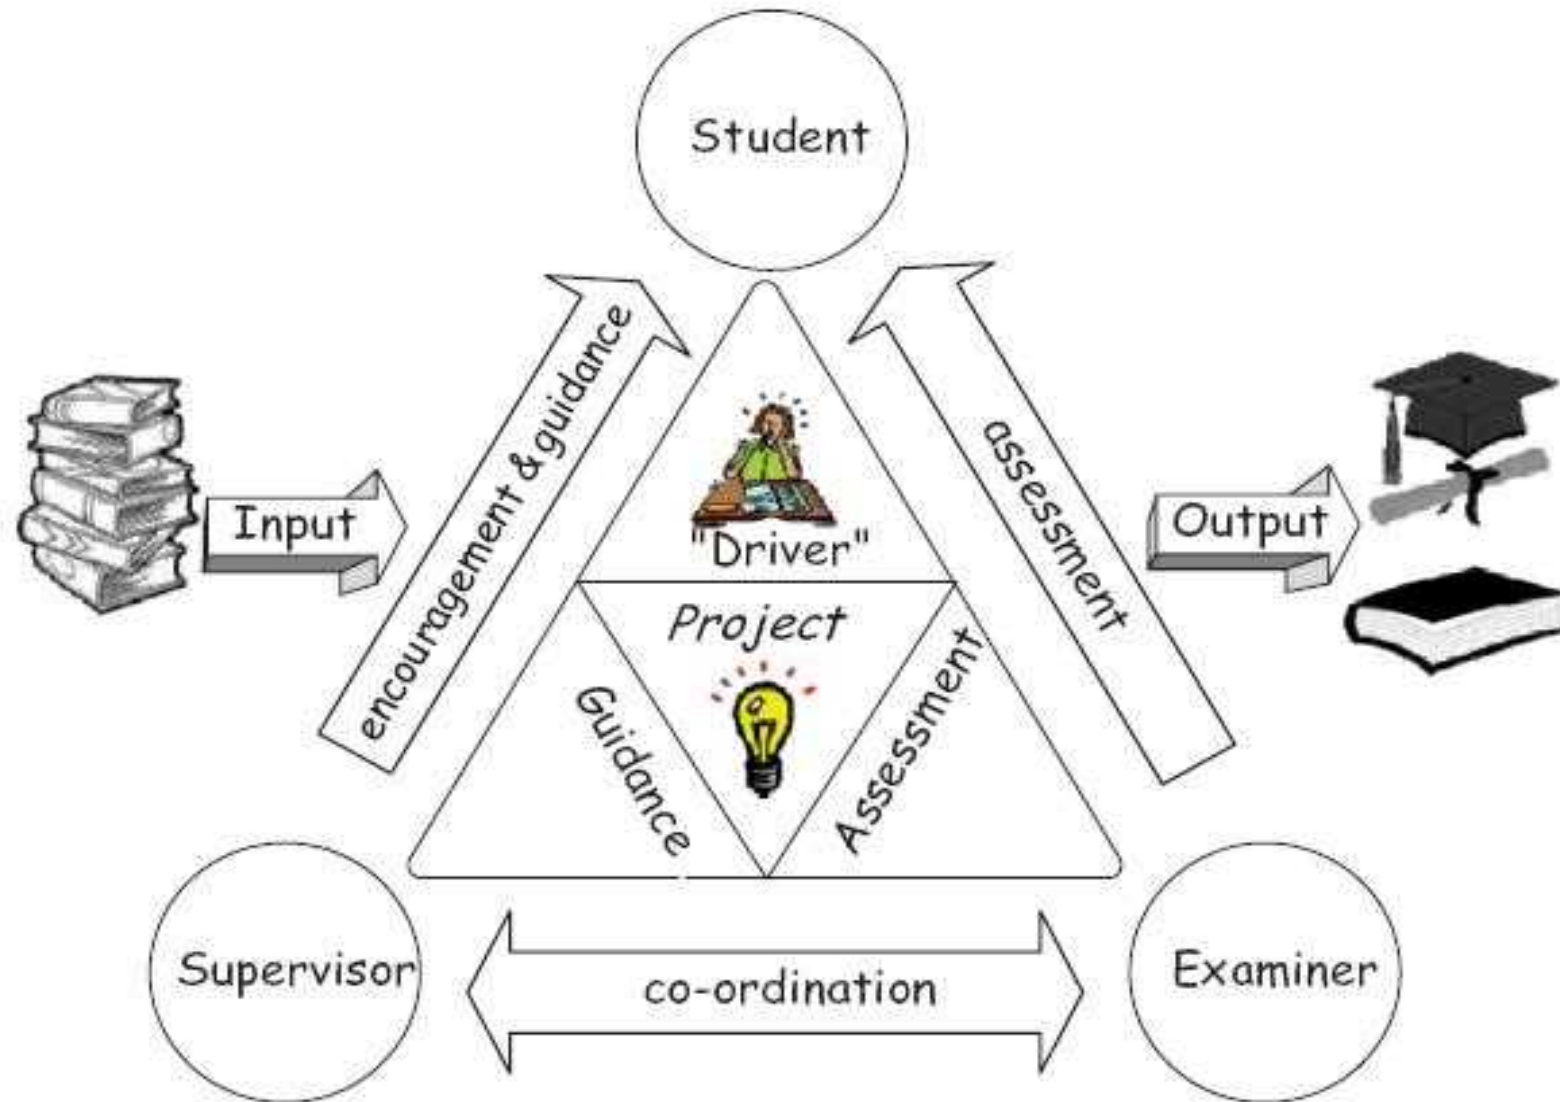 Student
encouragement & guidance
assessment
Input
"Driver"
Output
Project
Guidance
Assessment
Supervisor
co-ordination
Examiner